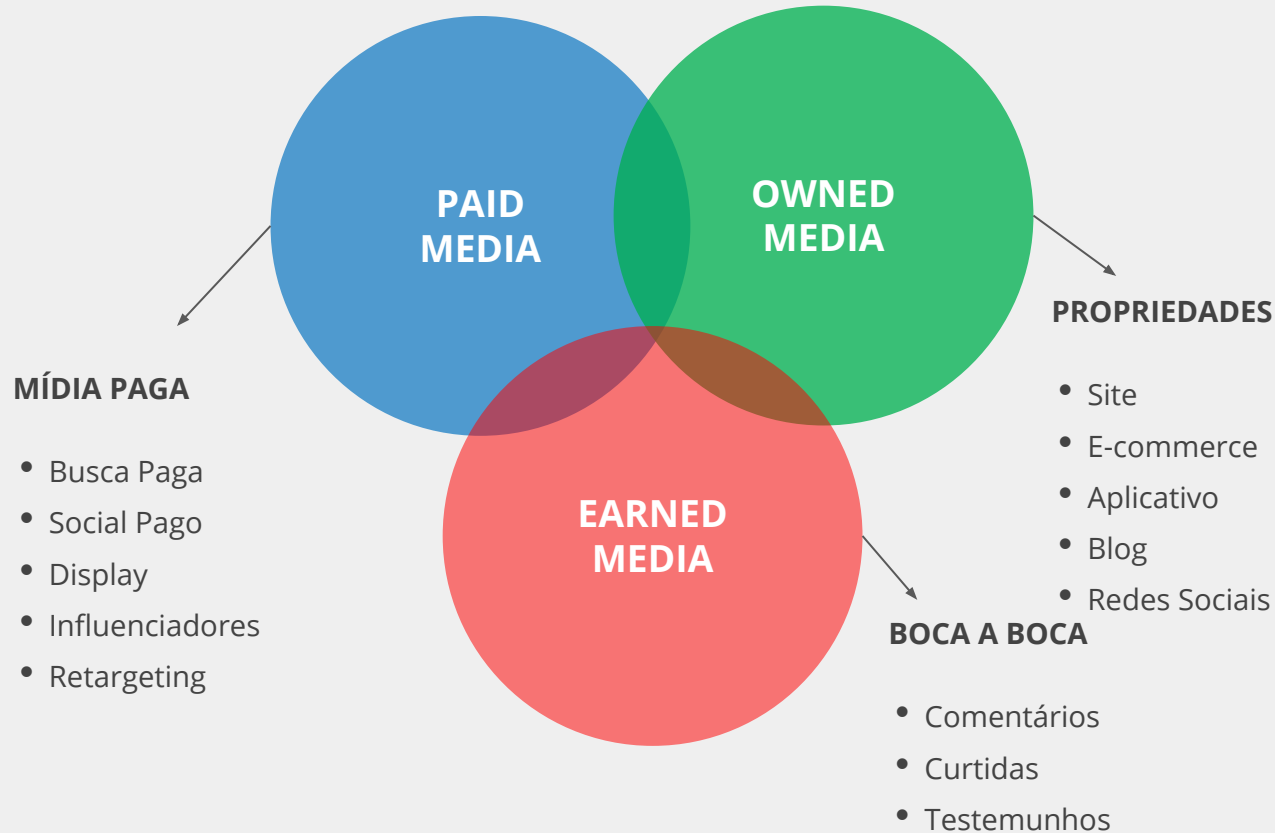 PAID
MEDIA
OWNED
MEDIA
EARNED
MEDIA
MÍDIA PAGA
• Busca Paga
• Social Pago
• Display
• Influenciadores
• Retargeting
PROPRIEDADES
• Site
• E-commerce
• Aplicativo
• Blog
• Redes Sociais
BOCA A BOCA
• Comentários
• Curtidas
• Testemunhos